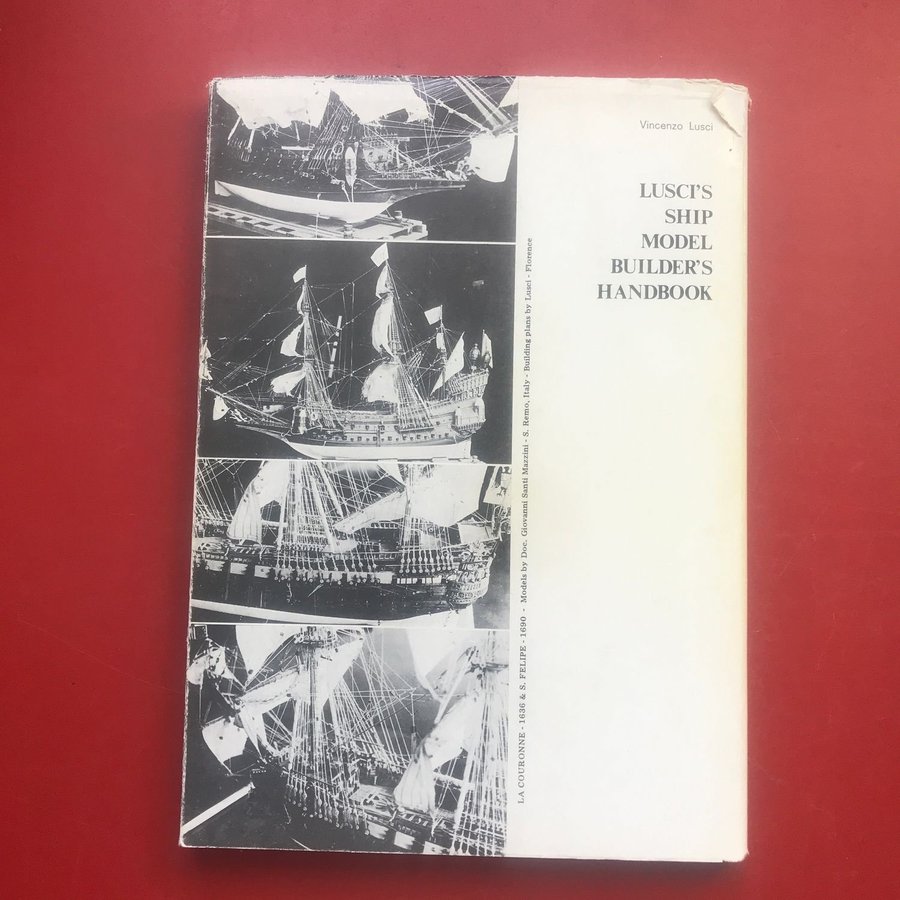 Vincenzo Lusci
LUSCI'S
SHIP
MODEL
BUILDER'S
HANDBOOK
LA COURONNE - 1636 & S. FELIPE - 1690 - Models by Doc. Giovanni Santi Mazzini - S. Remo, Italy - Building plans by Lusci - Florence